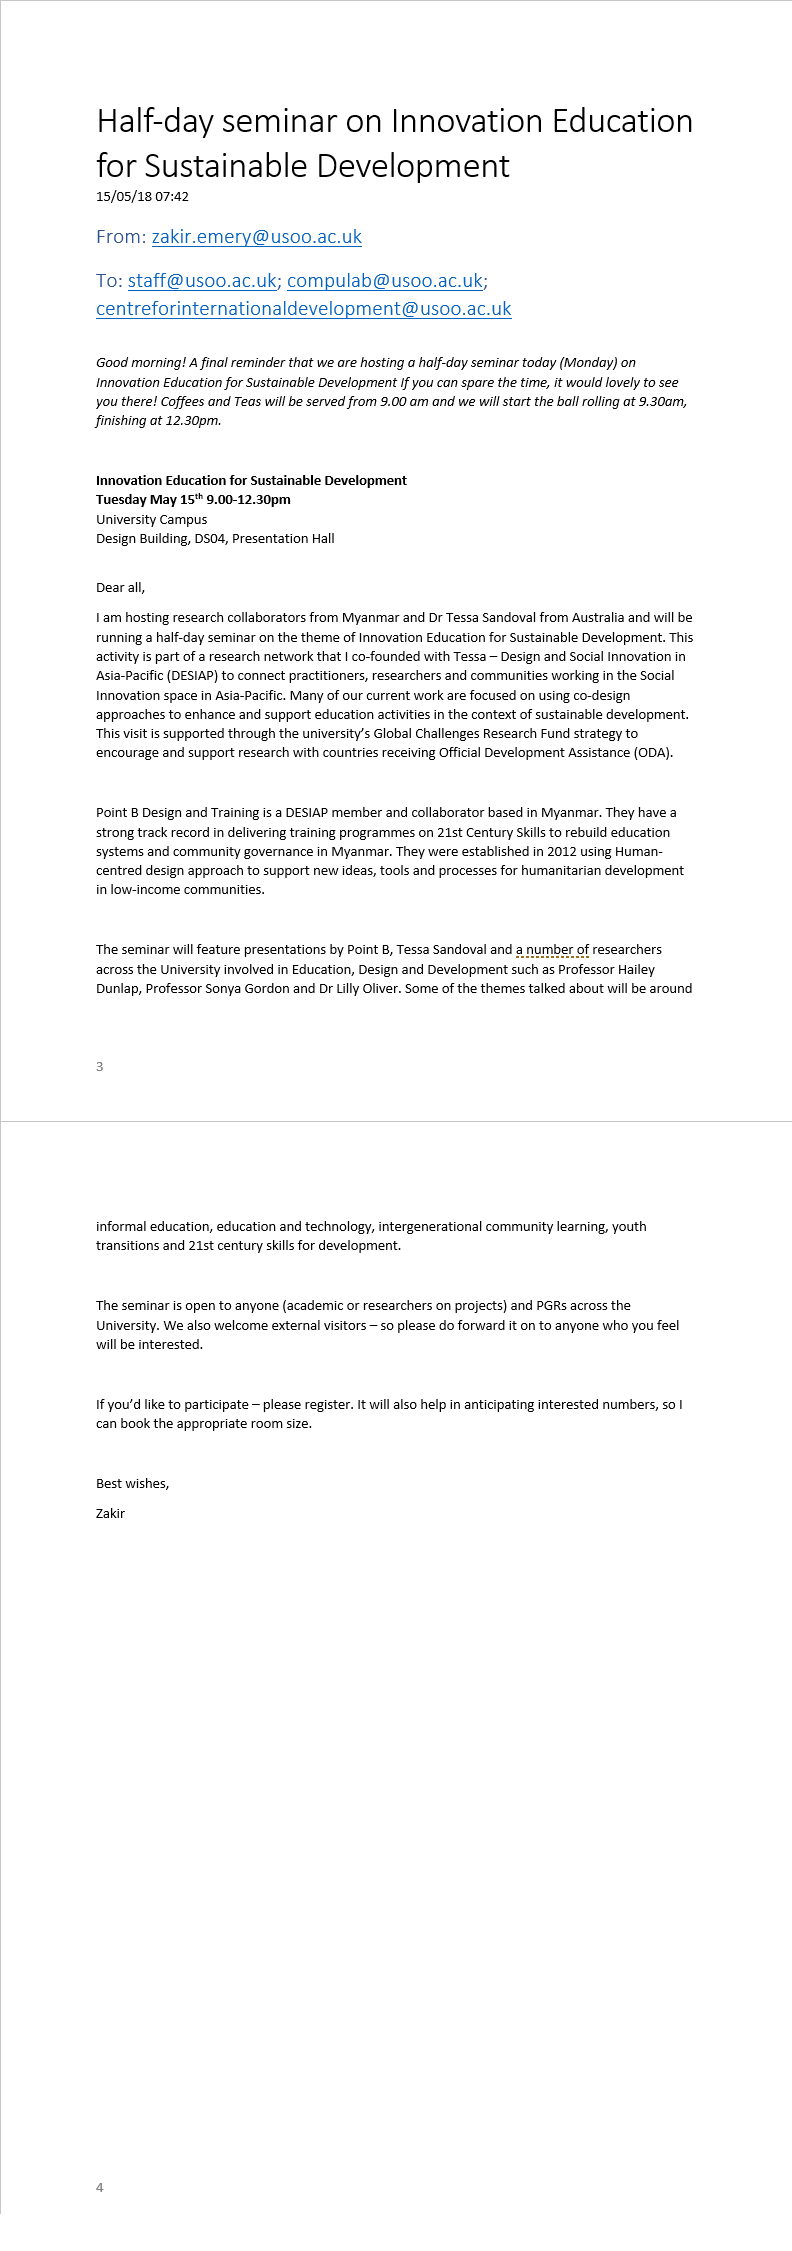 Half-day seminar on Innovation Education
for Sustainable Development
15/05/18 07:42
From: zakir.emery@usoo.ac.uk
To: staff@usoo.ac.uk; compulab@usoo.ac.uk;
centreforinternationaldevelopment@usoo.ac.uk
Good morning! A final reminder that we are hosting a half-day seminar today (Monday) on
Innovation Education for Sustainable Development If you can spare the time, it would lovely to see
you there! Coffees and Teas will be served from 9.00 am and we will start the ball rolling at 9.30am,
finishing at 12.30pm.
Innovation Education for Sustainable Development
Tuesday May 15th 9.00-12.30pm
University Campus
Design Building, DS04, Presentation Hall
Dear all,
I am hosting research collaborators from Myanmar and Dr Tessa Sandoval from Australia and will be
running a half-day seminar on the theme of Innovation Education for Sustainable Development. This
activity is part of a research network that I co-founded with Tessa – Design and Social Innovation in
Asia-Pacific (DESIAP) to connect practitioners, researchers and communities working in the Social
Innovation space in Asia-Pacific. Many of our current work are focused on using co-design
approaches to enhance and support education activities in the context of sustainable development.
This visit is supported through the university’s Global Challenges Research Fund strategy to
encourage and support research with countries receiving Official Development Assistance (ODA).
Point B Design and Training is a DESIAP member and collaborator based in Myanmar. They have a
strong track record in delivering training programmes on 21st Century Skills to rebuild education
systems and community governance in Myanmar. They were established in 2012 using Human-
centred design approach to support new ideas, tools and processes for humanitarian development
in low-income communities.
The seminar will feature presentations by Point B, Tessa Sandoval and a number of researchers
across the University involved in Education, Design and Development such as Professor Hailey
Dunlap, Professor Sonya Gordon and Dr Lilly Oliver. Some of the themes talked about will be around
3
informal education, education and technology, intergenerational community learning, youth
transitions and 21st century skills for development.
The seminar is open to anyone (academic or researchers on projects) and PGRs across the
University. We also welcome external visitors – so please do forward it on to anyone who you feel
will be interested.
If you’d like to participate – please register. It will also help in anticipating interested numbers, so I
can book the appropriate room size.
Best wishes,
Zakir
4